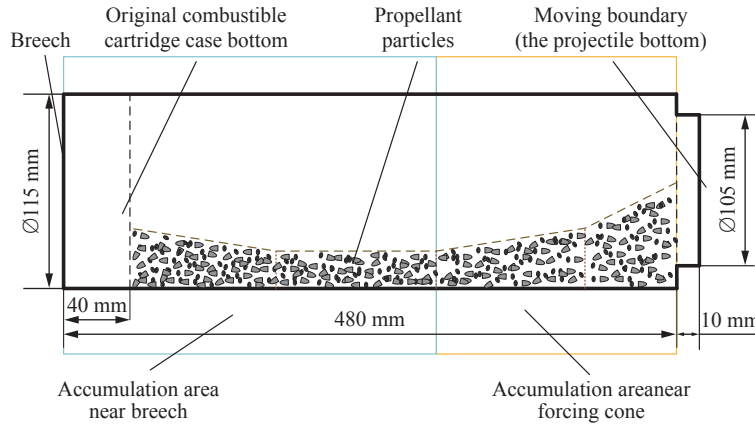 Breech
Original combustible
cartridge case bottom
Propellant
particles
Moving boundary
(the projectile bottom)
Ø115 mm
Ø105 mm
40 mm
480 mm
10 mm
Accumulation area
near breech
Accumulation areanear
forcing cone